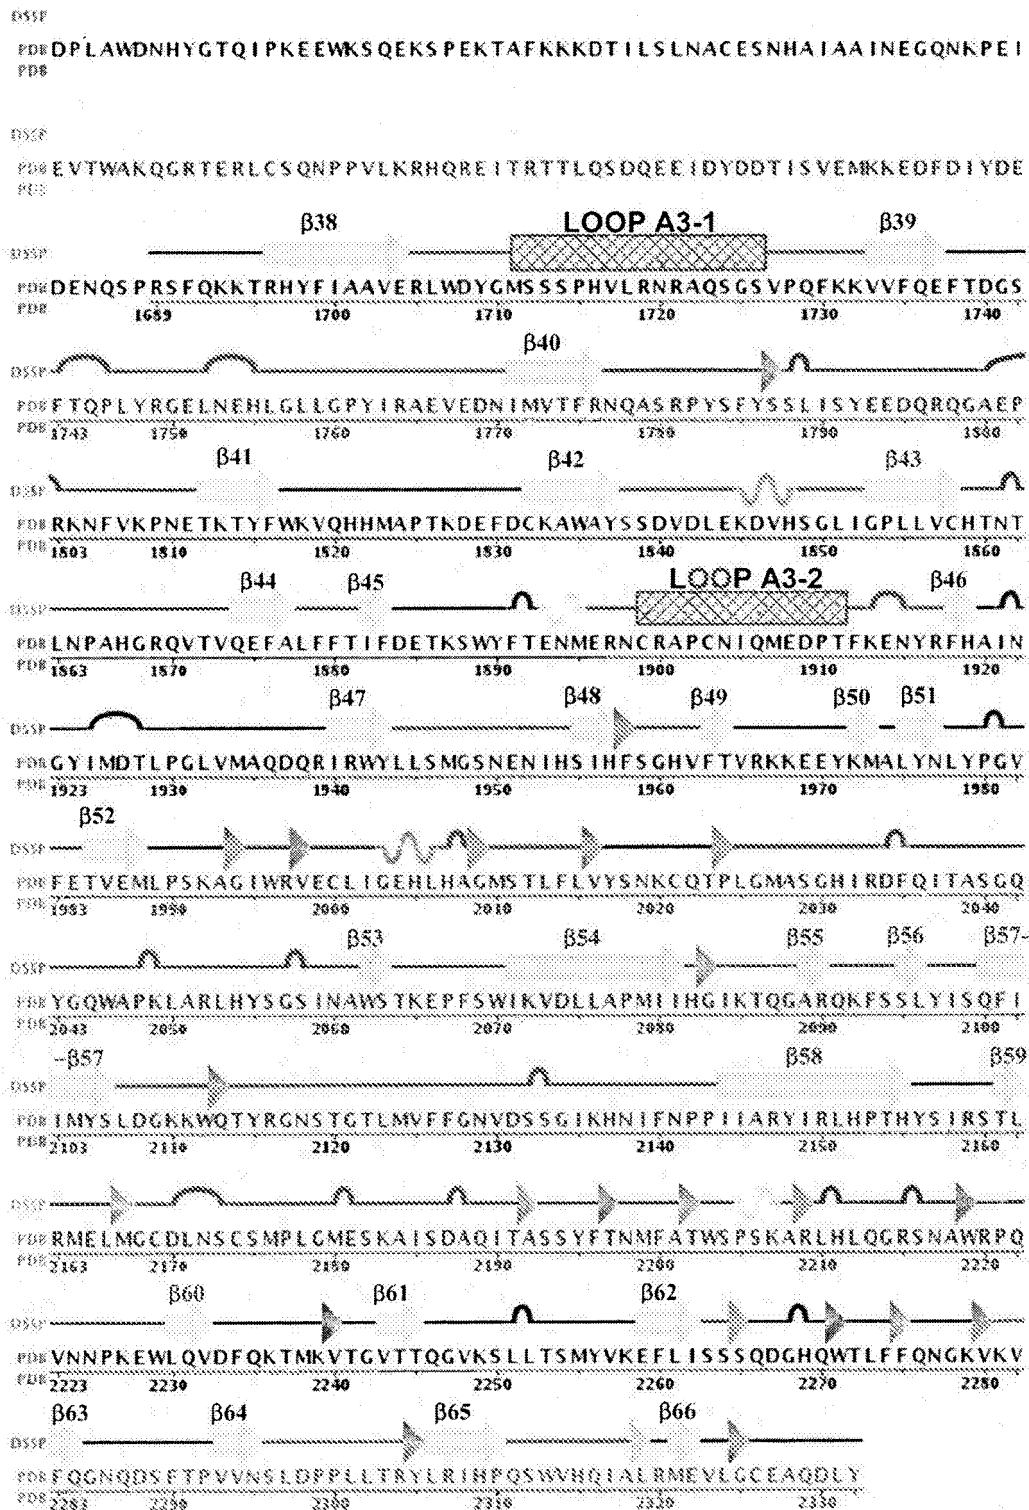 DSSP
PDB DPLAWDNHYGTQIPKEEWKSQEKSPEKTAFKKKDTILSLNACESNHAIAAINEGQNKPEI
PDB
DSSP
PDB EVTWAKQGRTERLCSQNPPVLKRHQREITRTTLQSDQEEIDYDDTISVEMKKEDFDIYDE
PDB
β38 LOOP A3-1 β39
DSSP
PDB DENQSPRSFQKKTRHYFIAAVERLWDYGMSSSPHVLRNRAQSGSVPQFKKVVFQEFTDGS
PDB 1689 1700 1710 1720 1730 1740
β40
DSSP
PDB FTQPLYRGELNEHLGLLGPYIRAEVEDNIMVTFRNQASRPYSFYSSLISYEEDQRQGAEP
PDB 1743 1750 1760 1770 1780 1790 1800
β41 β42 β43
DSSP
PDB RKNFVKPNETKTYFWKVQHHMAPTKDEFDCKAWAYSSDVDLEKDVHSGLIGPLLVCHTNT
PDB 1803 1810 1820 1830 1840 1850 1860
β44 β45 LOOP A3-2 β46
DSSP
PDB LNPAHGRQVTVQEFALFFTIFDETKSWYFTENMERNCRAPCNIQMEDPTFKENYRFHAIN
PDB 1863 1870 1880 1890 1900 1910 1920
β47 β48 β49 β50 β51
DSSP
PDB GYIMDTLPGLVMAQDQRIRWYLLSMGSNENIHSIHFSGHVFTVRKKEEYKMALYNLYPGV
PDB 1923 1930 1940 1950 1960 1970 1980
β52
DSSP
PDB FETVEMLPSKAGIWRVECLIGEHLHAGMSTLFLVYSNKCQTPLGMASGHIRDFQITASGQ
PDB 1983 1990 2000 2010 2020 2030 2040
β53 β54 β55 β56 β57-
DSSP
PDB YGQWAPKLARLHYSGSINAWSTKEPFSWIKVDLLAPMIIHGIKTQGARQKFSSLYISQFI
PDB 2043 2050 2060 2070 2080 2090 2100
-β57 β58 β59
DSSP
PDB IMYSLDGKKWQTYRGNSTGTLMVFFGNVDSSGIKHNIFNPPIIARYIRLHPTHYSIRSTL
PDB 2103 2110 2120 2130 2140 2150 2160
DSSP
PDB RMELMGCDLNSCSMPLGMESKAISDAQITASSYFTNMFATWSPSKARLHLQGRSNAWRPQ
PDB 2163 2170 2180 2190 2200 2210 2220
β60 β61 β62
DSSP
PDB VNNPKEWLQVDFQKTMKVTGVTTQGVKSLLTSMYVKEFLISSSQDGHQWTLFFQNGKVKV
PDB 2223 2230 2240 2250 2260 2270 2280
β63 β64 β65 β66
DSSP
PDB FQGNQDSFTPVVNSLDPPLLTRYLRIHPQSWVHQIALRMEVLGCEAQDLY
PDB 2283 2290 2300 2310 2320 2330